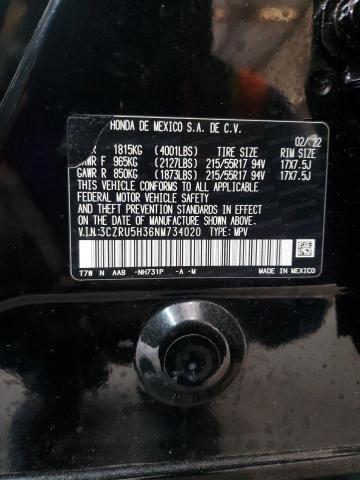 HONDA DE MEXICO S.A. DE C.V.
02/22
1815KG (4001LBS) TIRE SIZE RIM SIZE
GAWR F 965KG (2127LBS) 215/55R17 94V 17X7.5J
GAWR R 850KG (1873LBS) 215/55R17 94V 17X7.5J
THIS VEHICLE CONFORMS TO ALL APPLICABLE
FEDERAL MOTOR VEHICLE SAFETY
STANDARDS IN EFFECT
ON THE DATE OF MANUFACTURE SHOWN ABOVE.
V.I.N.:3CZRU5H36NM734020 TYPE: MPV
T7W N AA8 -NH731P -A -M MADE IN MEXICO